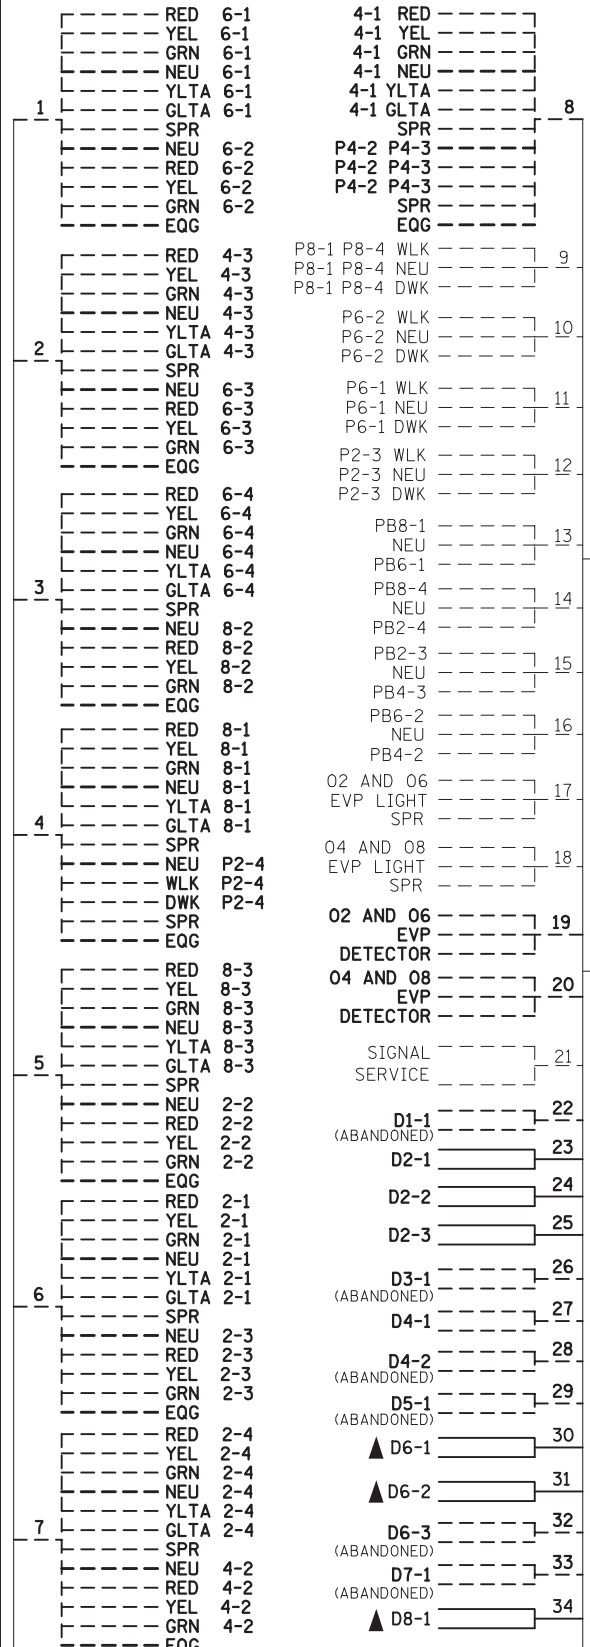 RED 6-1
YEL 6-1
GRN 6-1
NEU 6-1
YLTA 6-1
GLTA 6-1
1
SPR
NEU 6-2
RED 6-2
YEL 6-2
GRN 6-2
EQG
RED 4-3
YEL 4-3
GRN 4-3
NEU 4-3
YLTA 4-3
GLTA 4-3
2
SPR
NEU 6-3
RED 6-3
YEL 6-3
GRN 6-3
EQG
RED 6-4
YEL 6-4
GRN 6-4
NEU 6-4
YLTA 6-4
GLTA 6-4
3
SPR
NEU 8-2
RED 8-2
YEL 8-2
GRN 8-2
EQG
RED 8-1
YEL 8-1
GRN 8-1
NEU 8-1
YLTA 8-1
GLTA 8-1
4
SPR
NEU P2-4
WLK P2-4
DWK P2-4
SPR
EQG
RED 8-3
YEL 8-3
GRN 8-3
NEU 8-3
YLTA 8-3
GLTA 8-3
5
SPR
NEU 2-2
RED 2-2
YEL 2-2
GRN 2-2
EQG
RED 2-1
YEL 2-1
GRN 2-1
NEU 2-1
YLTA 2-1
GLTA 2-1
6
SPR
NEU 2-3
RED 2-3
YEL 2-3
GRN 2-3
EQG
RED 2-4
YEL 2-4
GRN 2-4
NEU 2-4
YLTA 2-4
GLTA 2-4
7
SPR
NEU 4-2
RED 4-2
YEL 4-2
GRN 4-2
EQG
4-1 RED
4-1 YEL
4-1 GRN
4-1 NEU
4-1 YLTA
4-1 GLTA
8
SPR
P4-2 P4-3
P4-2 P4-3
P4-2 P4-3
SPR
EQG
P8-1 P8-4 WLK
9
P8-1 P8-4 NEU
P8-1 P8-4 DWK
P6-2 WLK
10
P6-2 NEU
P6-2 DWK
P6-1 WLK
11
P6-1 NEU
P6-1 DWK
P2-3 WLK
12
P2-3 NEU
P2-3 DWK
PB8-1
13
NEU
PB6-1
PB8-4
14
NEU
PB2-4
PB2-3
15
NEU
PB4-3
PB6-2
16
NEU
PB4-2
02 AND 06
17
EVP LIGHT
SPR
04 AND 08
18
EVP LIGHT
SPR
02 AND 06
19
EVP
DETECTOR
04 AND 08
20
EVP
DETECTOR
SIGNAL
21
SERVICE
22
D1-1
(ABANDONED)
23
D2-1
24
D2-2
25
D2-3
26
D3-1
(ABANDONED)
27
D4-1
28
D4-2
(ABANDONED)
29
D5-1
(ABANDONED)
30
D6-1
31
D6-2
32
D6-3
(ABANDONED)
33
D7-1
(ABANDONED)
34
D8-1